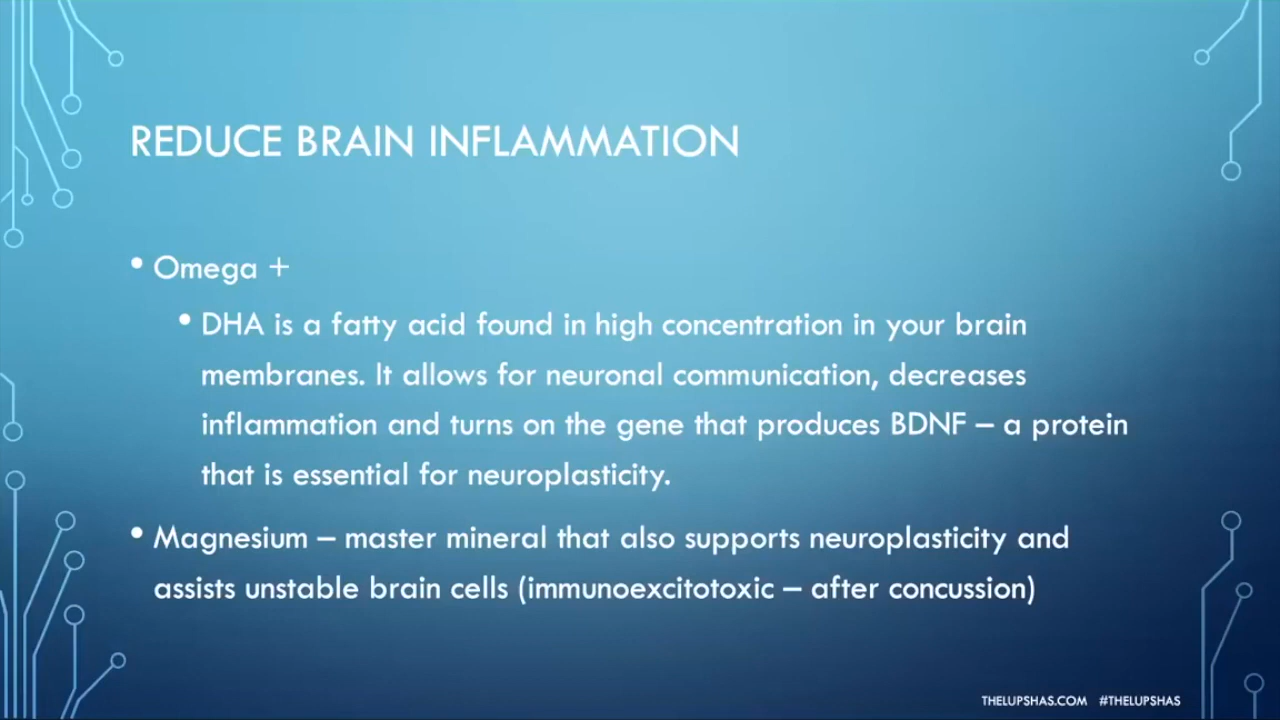 REDUCE BRAIN INFLAMMATION
• Omega +
• DHA is a fatty acid found in high concentration in your brain
membranes. It allows for neuronal communication, decreases
inflammation and turns on the gene that produces BDNF – a protein
that is essential for neuroplasticity.
• Magnesium – master mineral that also supports neuroplasticity and
assists unstable brain cells (immunoexcitotoxic – after concussion)
THELUPSHAS.COM #THELUPSHAS